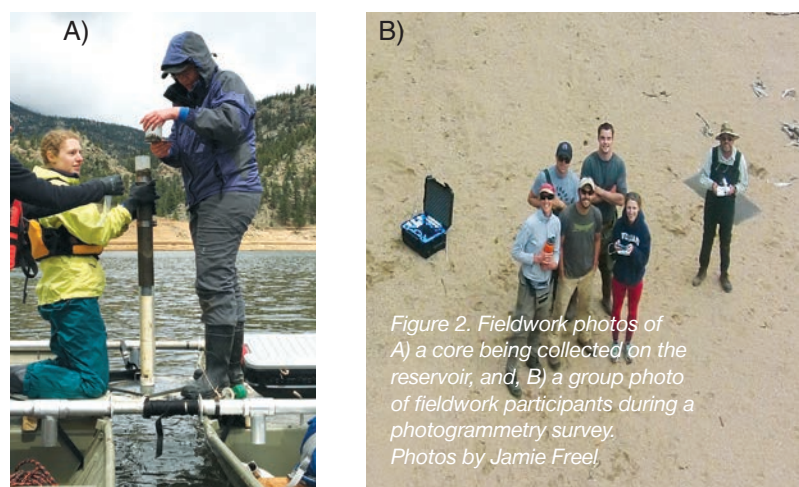 A)
B)
Figure 2. Fieldwork photos of
A) a core being collected on the
reservoir, and, B) a group photo
of fieldwork participants during a
photogrammetry survey.
Photos by Jamie Freel